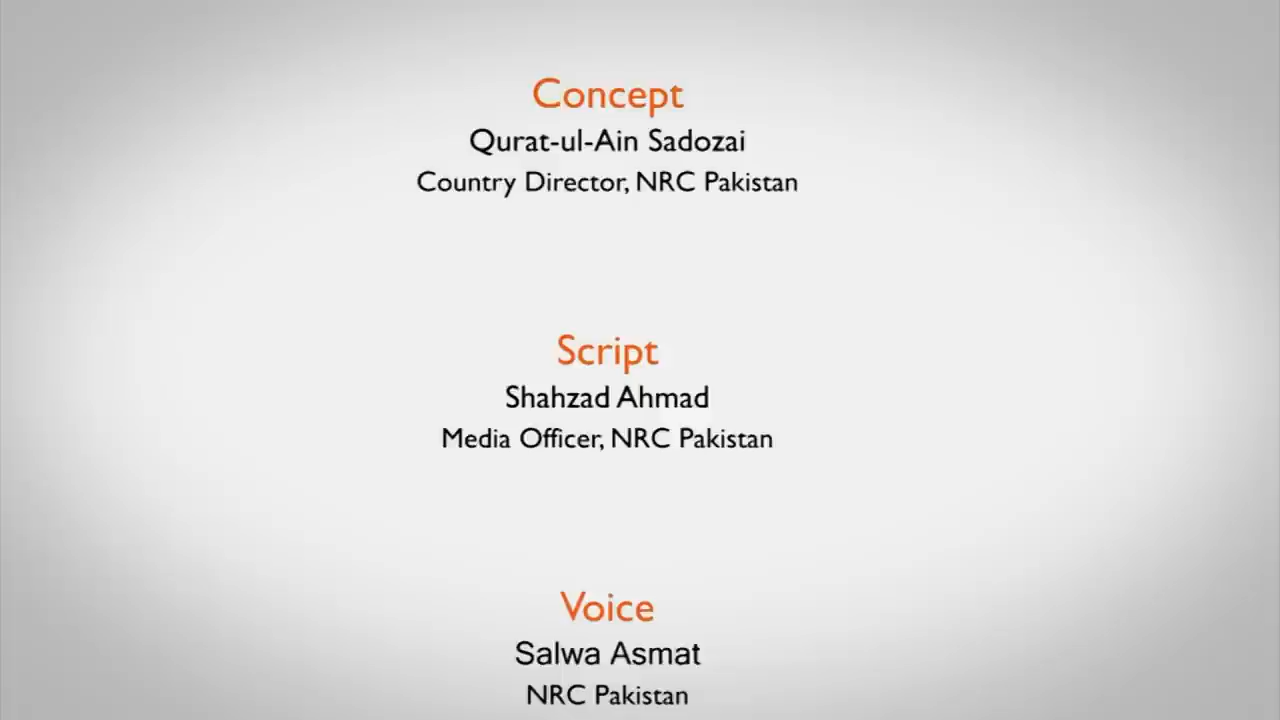 Concept
Qurat-ul-Ain Sadozai
Country Director, NRC Pakistan
Script
Shahzad Ahmad
Media Officer, NRC Pakistan
Voice
Salwa Asmat
NRC Pakistan